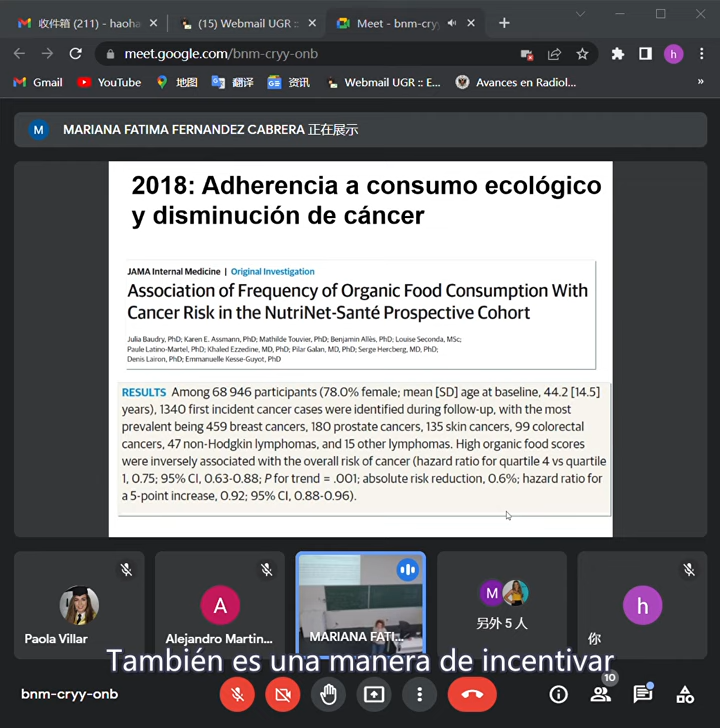 收件箱 (211) - haoha
(15) Webmail UGR ::
Meet - bnm-cry
meet.google.com/bnm-cryy-onb
h
Gmail
YouTube
地图
翻译
资讯
Webmail UGR :: E...
Avances en Radiol...
»
M MARIANA FATIMA FERNANDEZ CABRERA 正在展示
2018: Adherencia a consumo ecológico
y disminución de cáncer
JAMA Internal Medicine | Original Investigation
Association of Frequency of Organic Food Consumption With
Cancer Risk in the NutriNet-Santé Prospective Cohort
Julia Baudry, PhD; Karen E. Assmann, PhD; Mathilde Touvier, PhD; Benjamin Allès, PhD; Louise Seconda, MSc;
Paule Latino-Martel, PhD; Khaled Ezzedine, MD, PhD; Pilar Galan, MD, PhD; Serge Hercberg, MD, PhD;
Denis Lairon, PhD; Emmanuelle Kesse-Guyot, PhD
RESULTS Among 68 946 participants (78.0% female; mean [SD] age at baseline, 44.2 [14.5]
years), 1340 first incident cancer cases were identified during follow-up, with the most
prevalent being 459 breast cancers, 180 prostate cancers, 135 skin cancers, 99 colorectal
cancers, 47 non-Hodgkin lymphomas, and 15 other lymphomas. High organic food scores
were inversely associated with the overall risk of cancer (hazard ratio for quartile 4 vs quartile
1, 0.75; 95% CI, 0.63-0.88; P for trend = .001; absolute risk reduction, 0.6%; hazard ratio for
a 5-point increase, 0.92; 95% CI, 0.88-0.96).
Paola Villar
A
Alejandro Martin...
MARIANA FATI...
M
另外 5 人
h
你
También es una manera de incentivar
bnm-cryy-onb
10